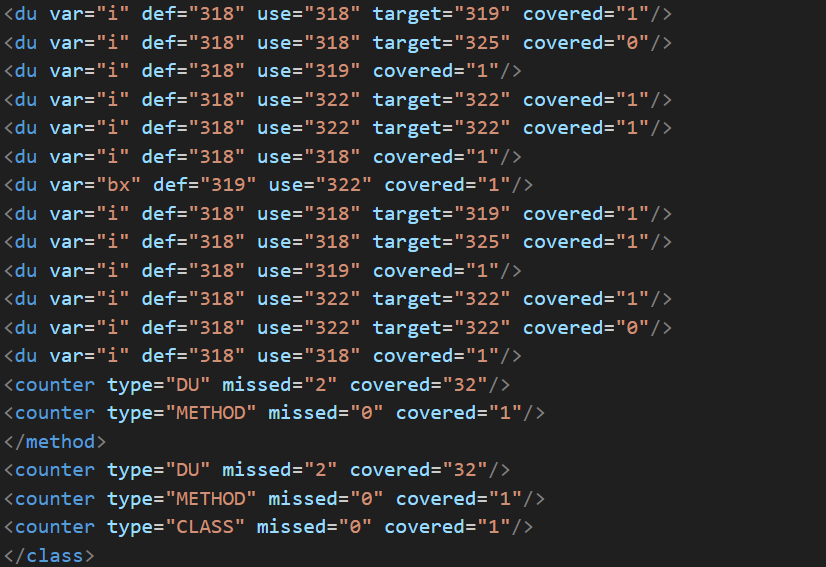 <du var="i" def="318" use="318" target="319" covered="1"/>
<du var="i" def="318" use="318" target="325" covered="0"/>
<du var="i" def="318" use="319" covered="1"/>
<du var="i" def="318" use="322" target="322" covered="1"/>
<du var="i" def="318" use="322" target="322" covered="1"/>
<du var="i" def="318" use="318" covered="1"/>
<du var="bx" def="319" use="322" covered="1"/>
<du var="i" def="318" use="318" target="319" covered="1"/>
<du var="i" def="318" use="318" target="325" covered="1"/>
<du var="i" def="318" use="319" covered="1"/>
<du var="i" def="318" use="322" target="322" covered="1"/>
<du var="i" def="318" use="322" target="322" covered="0"/>
<du var="i" def="318" use="318" covered="1"/>
<counter type="DU" missed="2" covered="32"/>
<counter type="METHOD" missed="0" covered="1"/>
</method>
<counter type="DU" missed="2" covered="32"/>
<counter type="METHOD" missed="0" covered="1"/>
<counter type="CLASS" missed="0" covered="1"/>
</class>